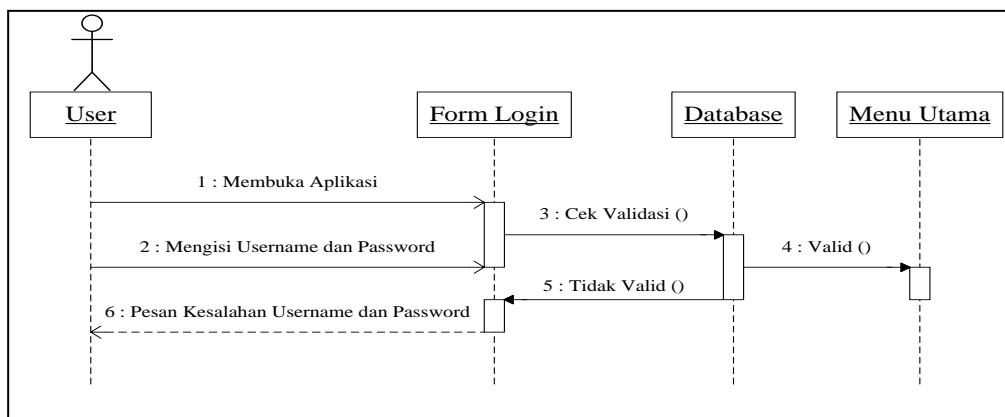 User
Form Login
Database
Menu Utama
1 : Membuka Aplikasi
3 : Cek Validasi ()
2 : Mengisi Username dan Password
4 : Valid ()
5 : Tidak Valid ()
6 : Pesan Kesalahan Username dan Password